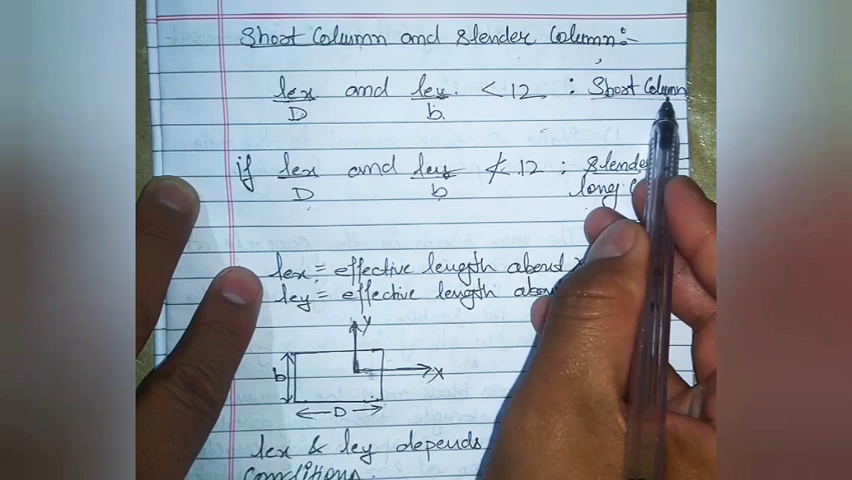 Short Column and Slender Column:-
lex/D and ley/b < 12 : Short Column
if lex/D and ley/b ≮ 12 : Slender
long
lex = effective length about X
ley = effective length about
Y
b
X
D
lex & ley depends
conditions.